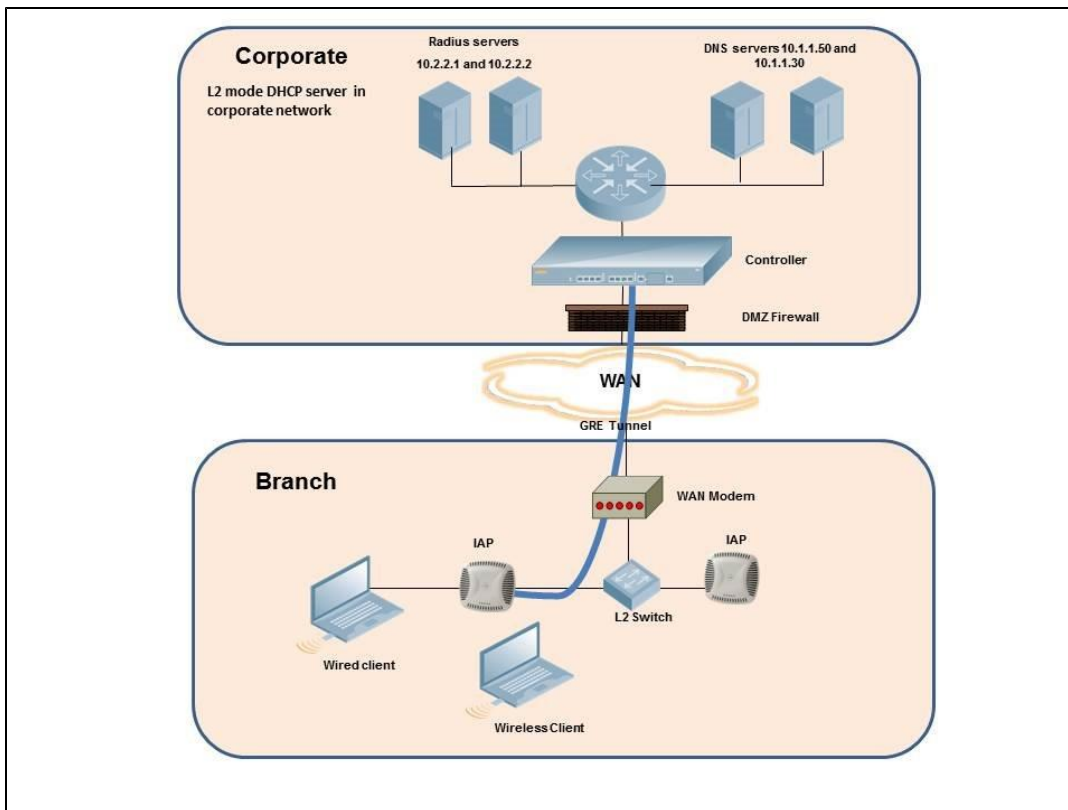 Corporate
L2 mode DHCP server in
corporate network
Radius servers
10.2.2.1 and 10.2.2.2
DNS servers 10.1.1.50 and
10.1.1.30
Controller
DMZ Firewall
WAN
GRE Tunnel
Branch
WAN Modem
IAP
IAP
L2 Switch
Wired client
Wireless Client